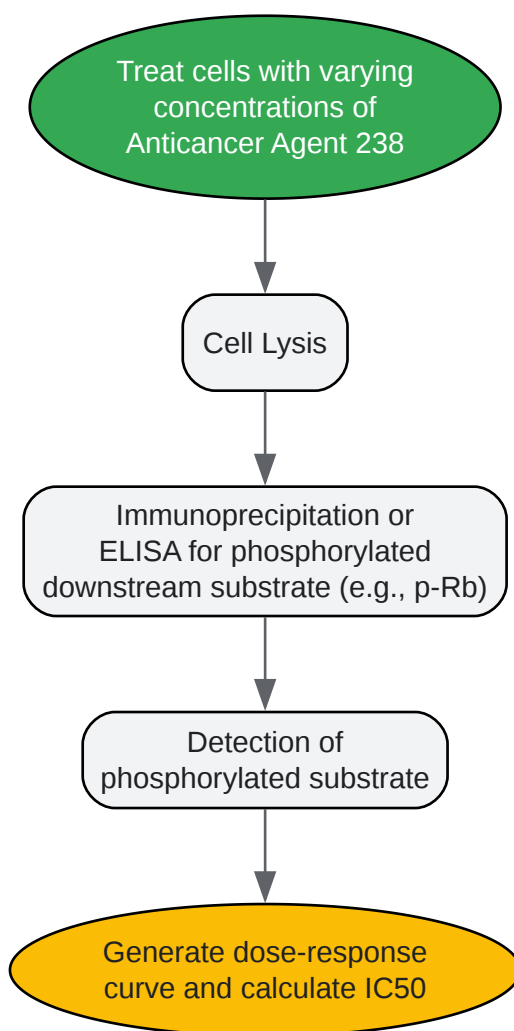 Treat cells with varying
concentrations of
Anticancer Agent 238
Cell Lysis
Immunoprecipitation or
ELISA for phosphorylated
downstream substrate (e.g., p-Rb)
Detection of
phosphorylated substrate
Generate dose-response
curve and calculate IC50